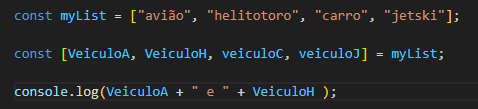 const myList = ["avião", "helitotoro", "carro", "jetski"];
const [VeiculoA, VeiculoH, veiculoC, veiculoJ] = myList;
console.log(VeiculoA + " e " + VeiculoH );